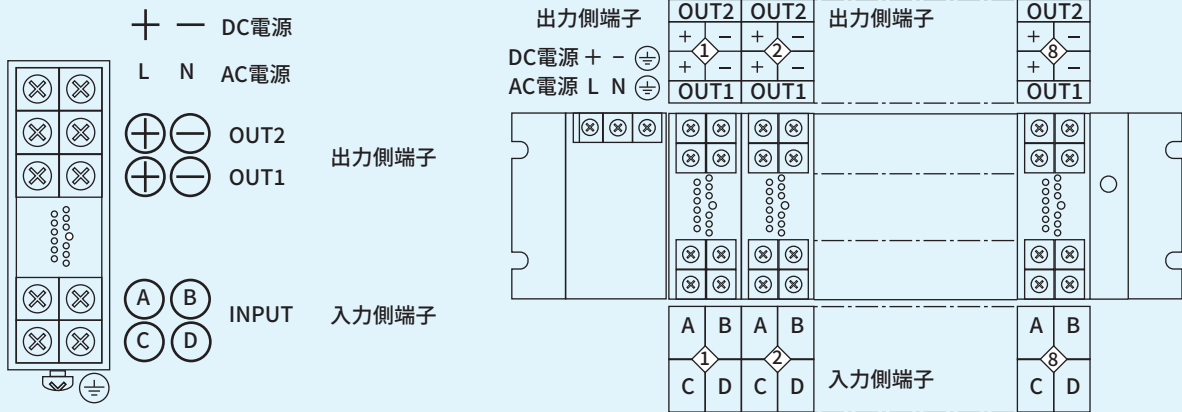 + − DC電源
L N AC電源
+ − OUT2
+ − OUT1
出力側端子
A B
C D
INPUT
入力側端子
出力側端子
DC電源 + −
AC電源 L N
OUT2 OUT2
+ − + −
1 2
+ − + −
OUT1 OUT1
出力側端子
OUT2
+ −
8
+ −
OUT1
A B A B
1 2
C D C D
入力側端子
A B
8
C D